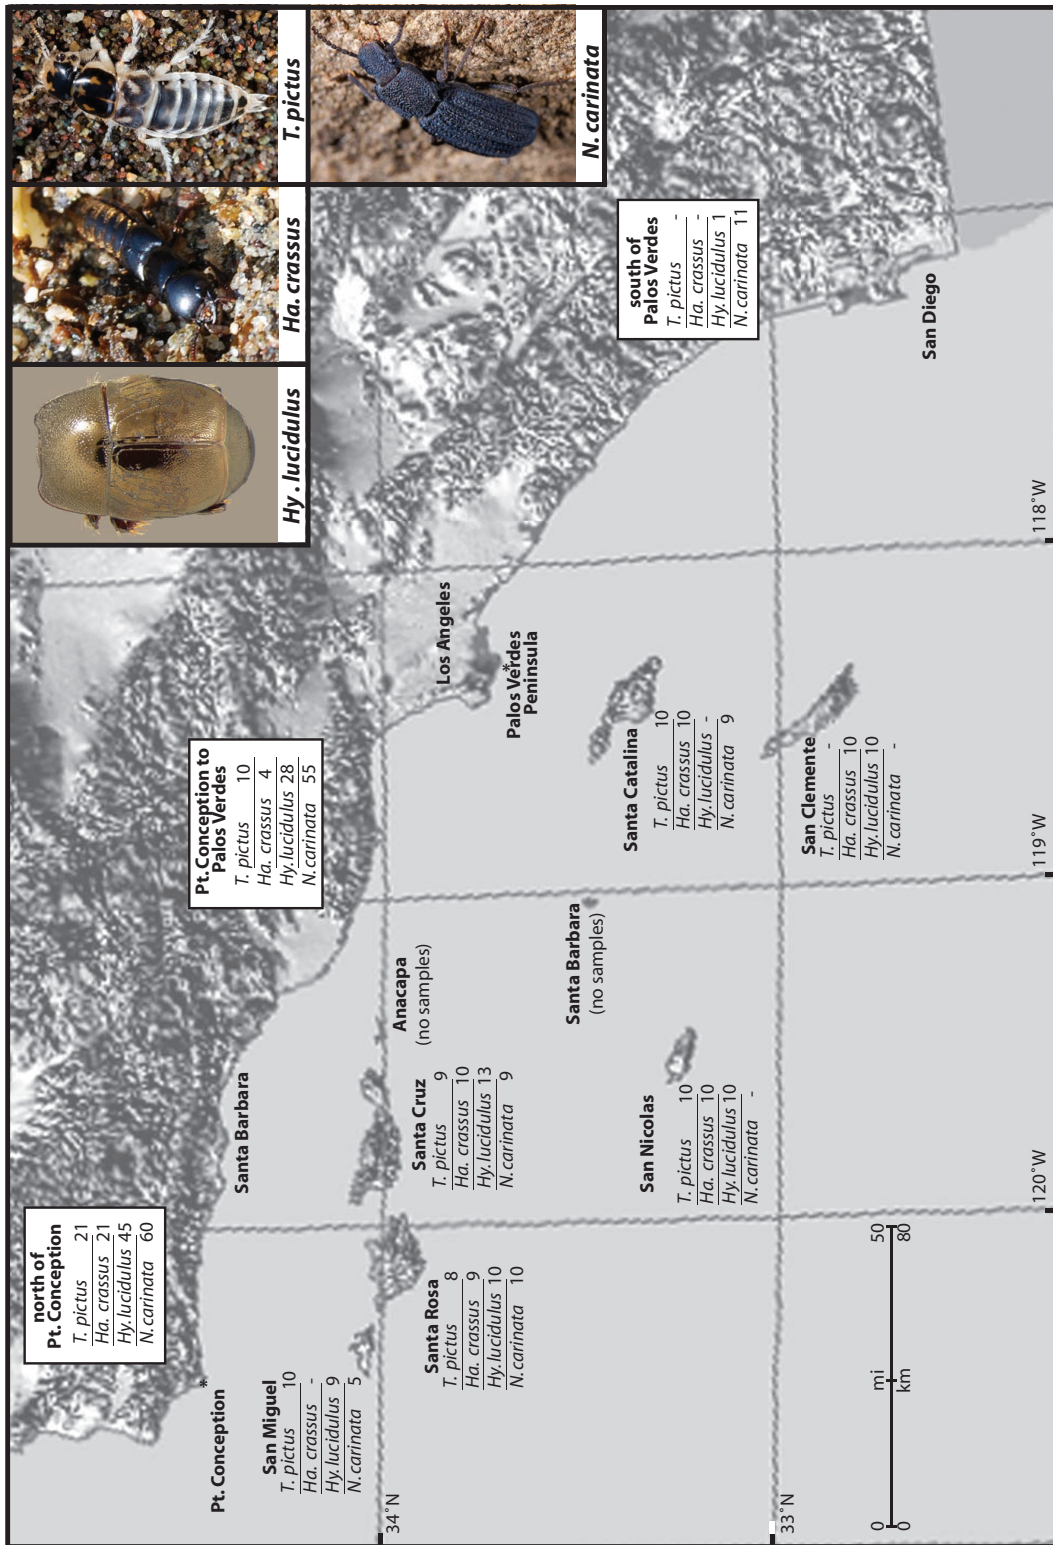 Hy. lucidulus
Ha. crassus
T. pictus
N. carinata
north of
Pt. Conception
T. pictus 21
Ha. crassus 21
Hy. lucidulus 45
N. carinata 60
Pt. Conception to
Palos Verdes
T. pictus 10
Ha. crassus 4
Hy. lucidulus 28
N. carinata 55
south of
Palos Verdes
T. pictus -
Ha. crassus -
Hy. lucidulus 1
N. carinata 11
Pt. Conception
*
Santa Barbara
Los Angeles
*
Palos Verdes
Peninsula
San Diego
San Miguel
T. pictus 10
Ha. crassus -
Hy. lucidulus 9
N. carinata 5
Santa Rosa
T. pictus 8
Ha. crassus 9
Hy. lucidulus 10
N. carinata 10
Santa Cruz
T. pictus 9
Ha. crassus 10
Hy. lucidulus 13
N. carinata 9
Anacapa
(no samples)
Santa Barbara
(no samples)
San Nicolas
T. pictus 10
Ha. crassus 10
Hy. lucidulus 10
N. carinata -
Santa Catalina
T. pictus 10
Ha. crassus 10
Hy. lucidulus -
N. carinata 9
San Clemente
T. pictus -
Ha. crassus 10
Hy. lucidulus 10
N. carinata -
34˚N
33˚N
0 mi 50
0 km 80
120˚W
119˚W
118˚W